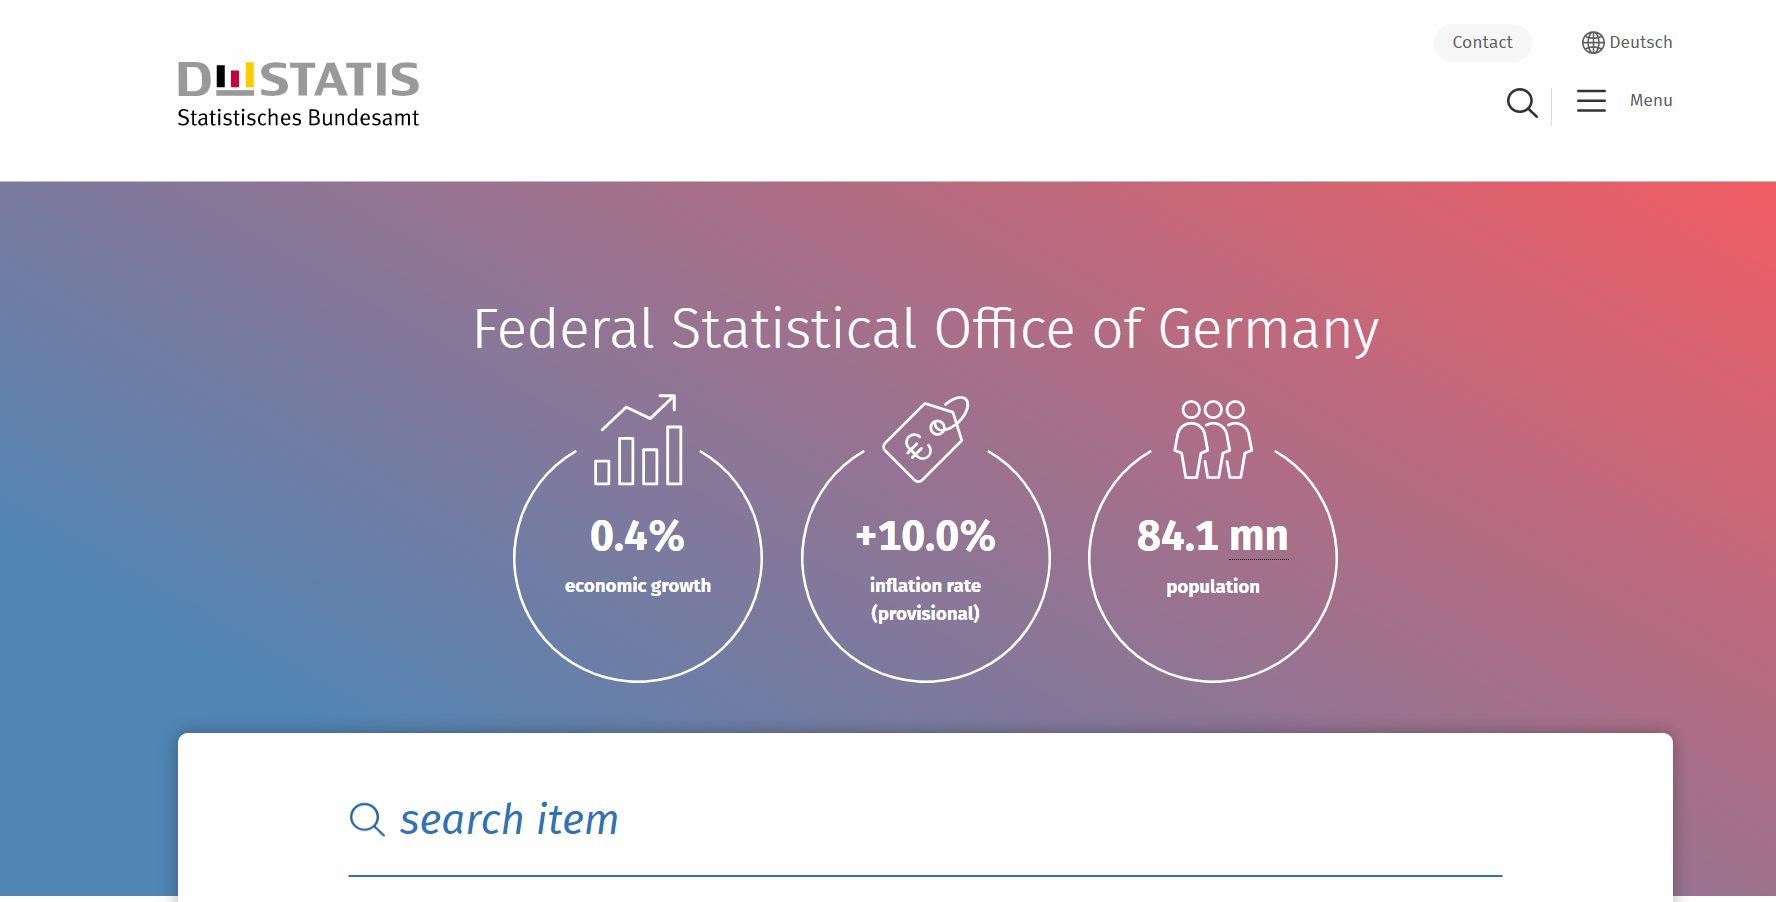 Contact
Deutsch
DESTATIS
Statistisches Bundesamt
Menu
Federal Statistical Office of Germany
€
0.4%
economic growth
+10.0%
inflation rate
(provisional)
84.1 mn
population
search item